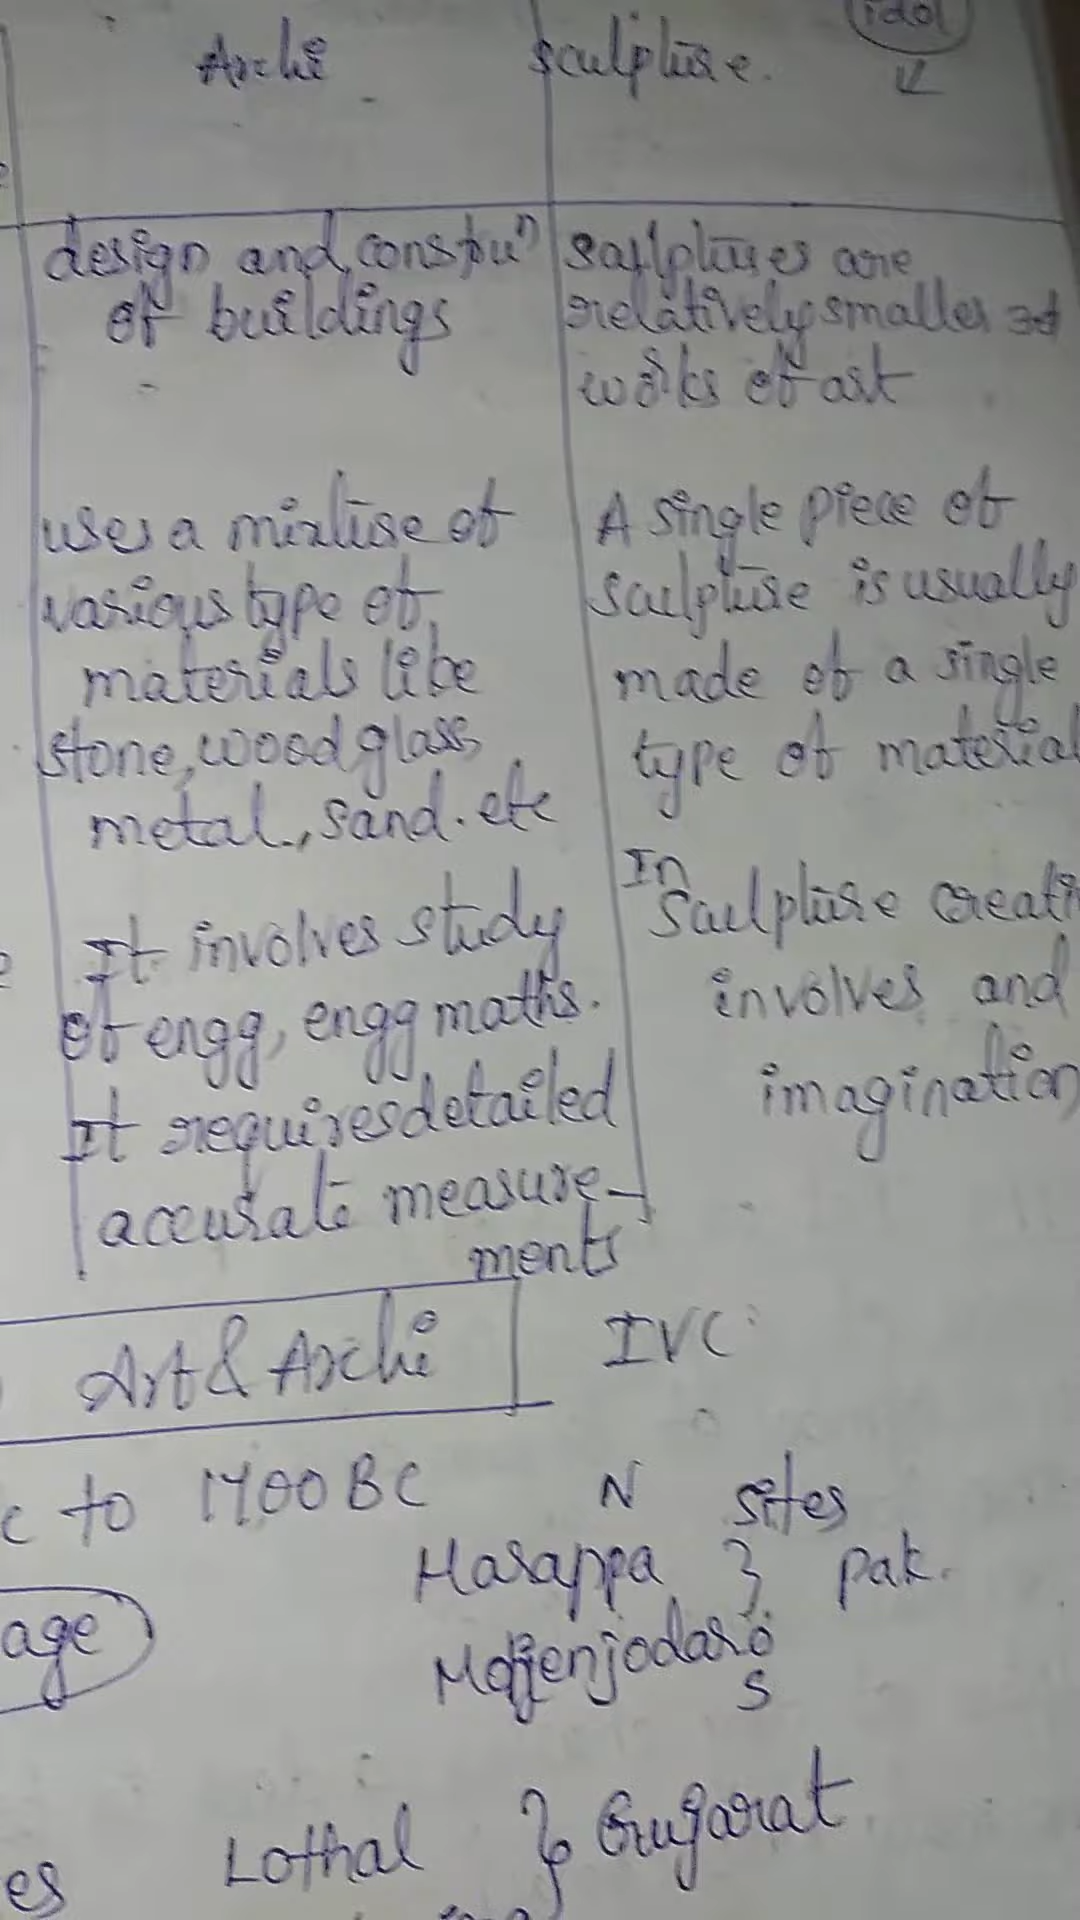 idol
Archi
sculpture.
design and constru n
of buildings
sculptures are
relatively smaller 3d
works of art
uses a mixture of
various type of
materials like
stone, wood glass,
metal., sand. etc
A single piece of
sculpture is usually
made of a single
type of material
It involves study
of engg, engg maths.
It requires detailed
accurate measure-
ments
In
Sculpture creati
involves and
imagination
Art & Archi
IVC
c to 1700 BC
N sites
Harappa } Pak.
age
Mohenjodaro
S
Lothal } Gujarat
es